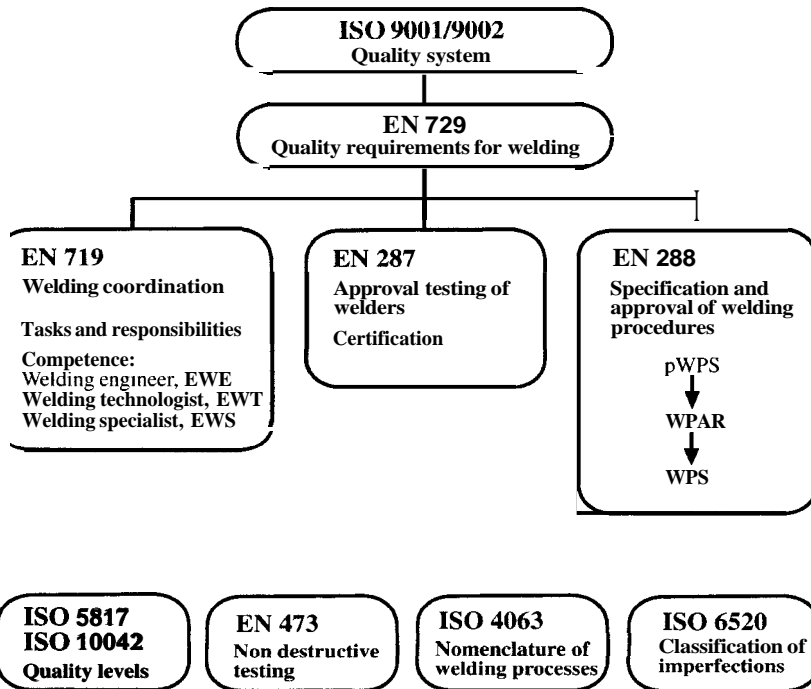 ISO 9001/9002
Quality system
EN 729
Quality requirements for welding
EN 719
Welding coordination
Tasks and responsibilities
Competence:
Welding engineer, EWE
Welding technologist, EWT
Welding specialist, EWS
EN 287
Approval testing of
welders
Certification
EN 288
Specification and
approval of welding
procedures
pWPS
WPAR
WPS
ISO 5817
ISO 10042
Quality levels
EN 473
Non destructive
testing
ISO 4063
Nomenclature of
welding processes
ISO 6520
Classification of
imperfections